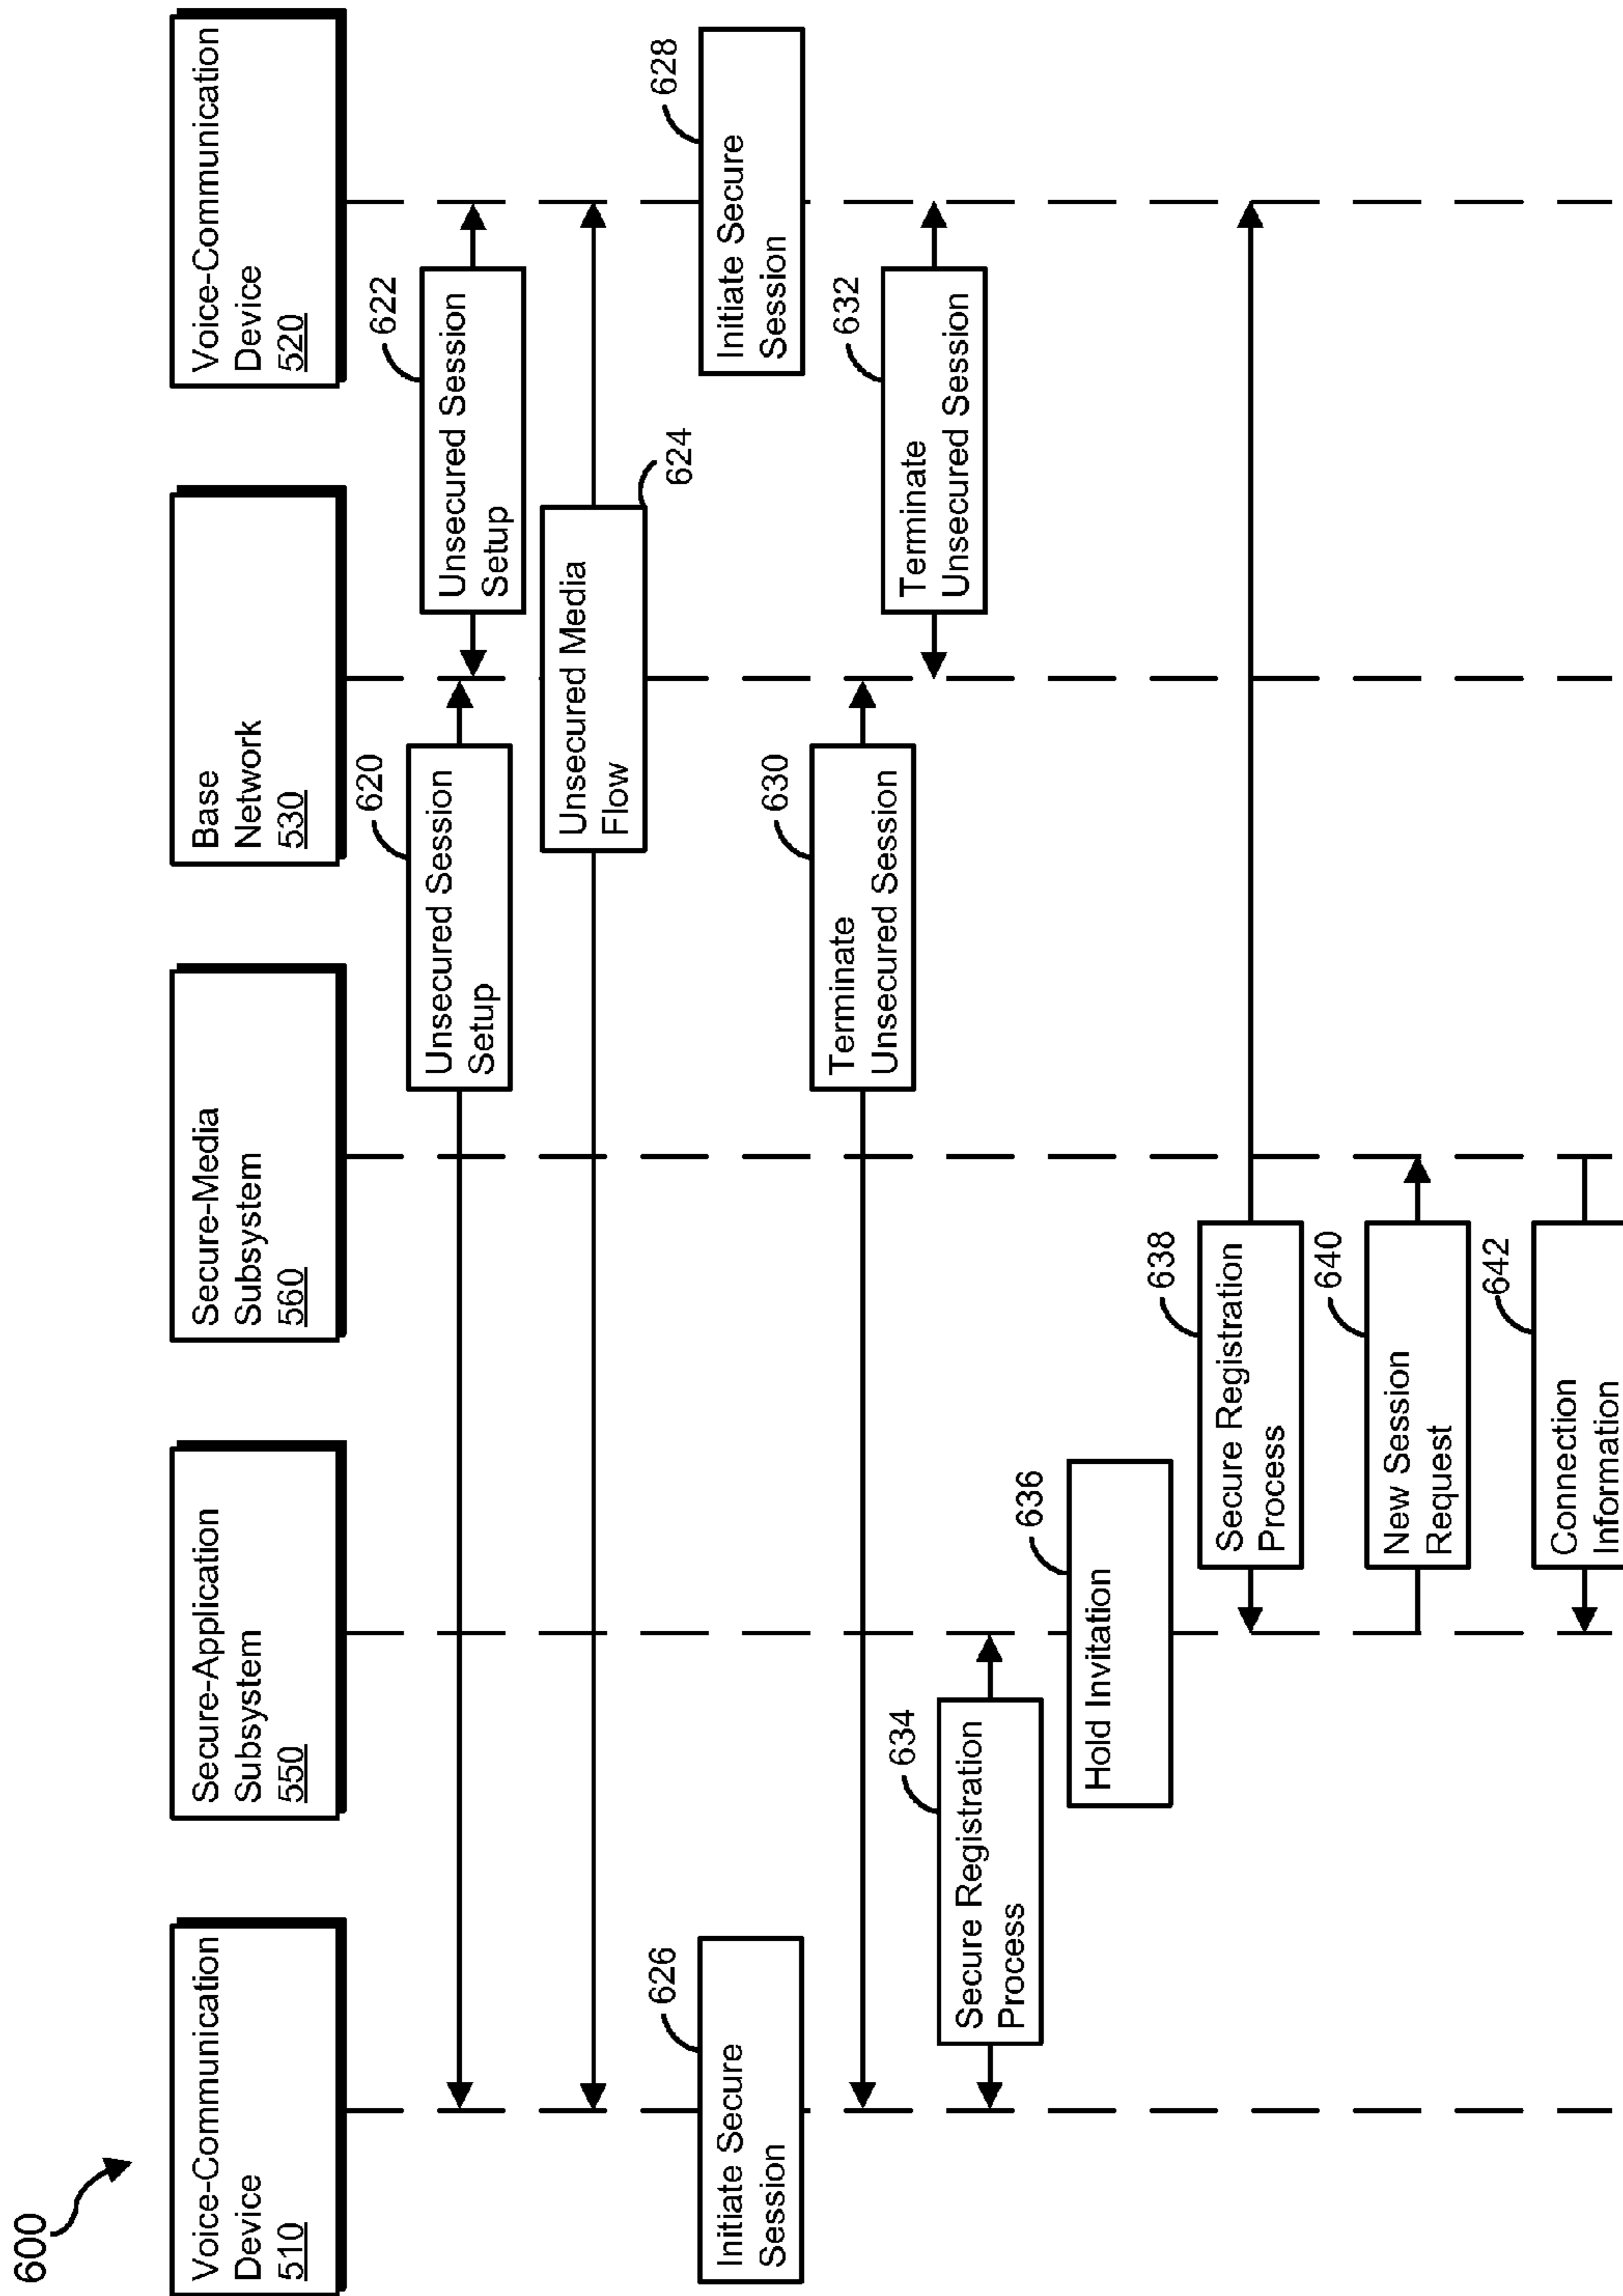 600
Voice-Communication
Device
510
Secure-Application
Subsystem
550
Secure-Media
Subsystem
560
Base
Network
530
Voice-Communication
Device
520
620
Unsecured Session
Setup
622
Unsecured Session
Setup
Unsecured Media
Flow
624
626
Initiate Secure
Session
628
Initiate Secure
Session
630
Terminate
Unsecured Session
632
Terminate
Unsecured Session
634
Secure Registration
Process
636
Hold Invitation
638
Secure Registration
Process
640
New Session
Request
642
Connection
Information